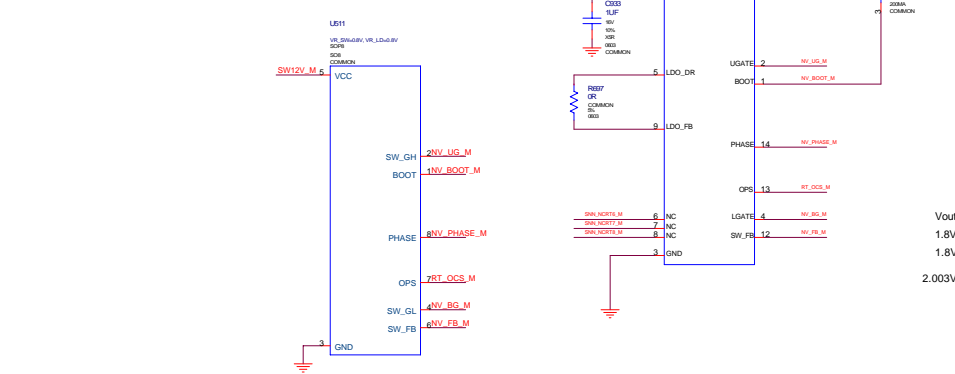 U511
VR_SW=0.8V, VR_LD=0.8V
SOP8
SO8
COMMON
SW12V_M 5 VCC
SW_GH 2 NV_UG_M
BOOT 1 NV_BOOT_M
PHASE 8 NV_PHASE_M
OPS 7 RT_OCS_M
SW_GL 4 NV_BG_M
SW_FB 6 NV_FB_M
3 GND
C933
1UF
16V
10%
X5R
0603
COMMON
5 LDO_DR
R697
0R
COMMON
5%
0603
9 LDO_FB
SNN_NCRT6_M 6 NC
SNN_NCRT7_M 7 NC
SNN_NCRT8_M 8 NC
3 GND
UGATE 2 NV_UG_M
BOOT 1 NV_BOOT_M
PHASE 14 NV_PHASE_M
OPS 13 RT_OCS_M
LGATE 4 NV_BG_M
SW_FB 12 NV_FB_M
3
200MA
COMMON
Vout
1.8V
1.8V
2.003V